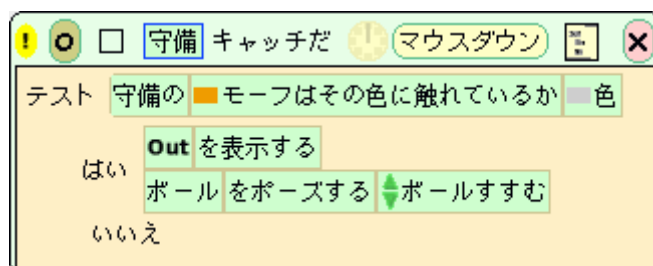 ! o 守備 キャッチだ マウスダウン ×
テスト 守備の モーフはその色に触れているか 色
はい Out を表示する
ボール をポーズする ボールすすむ
いいえ